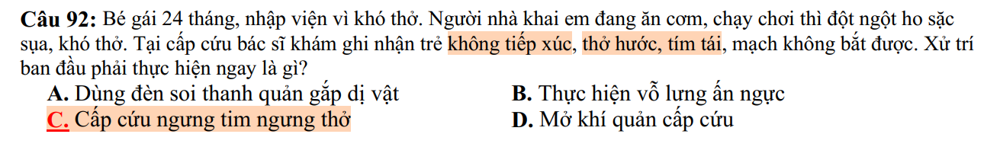 Câu 92: Bé gái 24 tháng, nhập viện vì khó thở. Người nhà khai em đang ăn cơm, chạy chơi thì đột ngột ho sặc
sụa, khó thở. Tại cấp cứu bác sĩ khám ghi nhận trẻ không tiếp xúc, thở hước, tím tái, mạch không bắt được. Xử trí
ban đầu phải thực hiện ngay là gì?
A. Dùng đèn soi thanh quản gắp dị vật B. Thực hiện vỗ lưng ấn ngực
C. Cấp cứu ngưng tim ngưng thở D. Mở khí quản cấp cứu